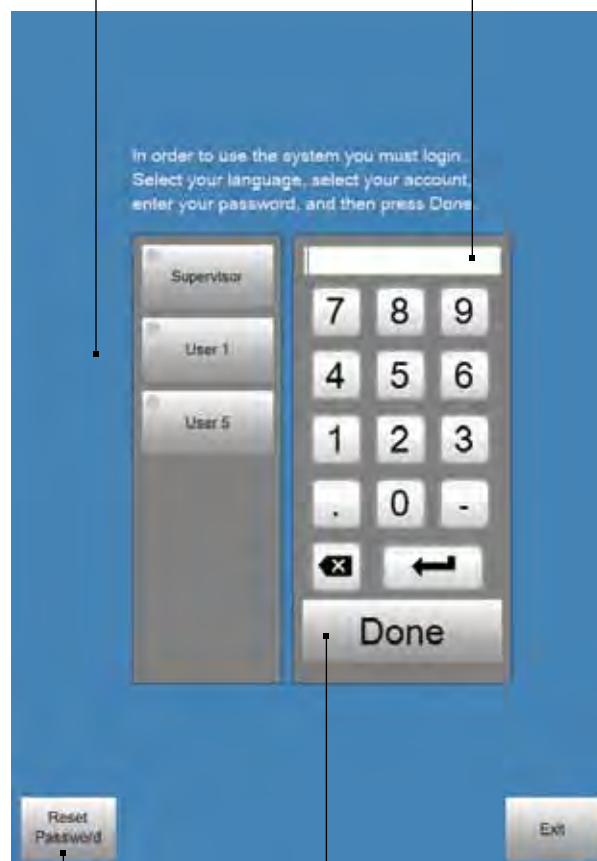 In order to use the system you must login.
Select your language, select your account,
enter your password, and then press Done.
Supervisor
User 1
User 5
7 8 9
4 5 6
1 2 3
. 0 -
Done
Reset
Password
Exit